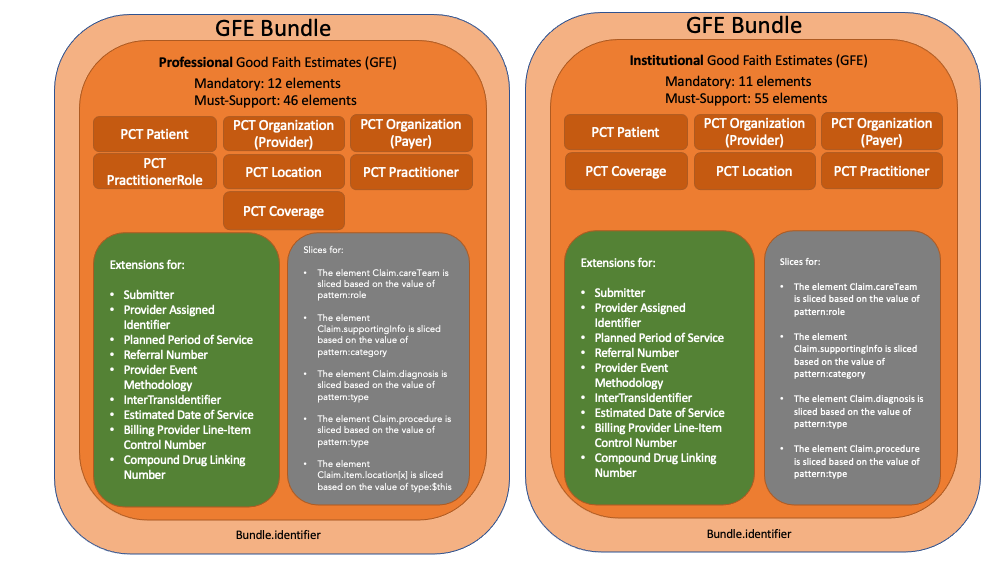 GFE Bundle
Professional Good Faith Estimates (GFE)
Mandatory: 12 elements
Must-Support: 46 elements
PCT Patient
PCT Organization
(Provider)
PCT Organization
(Payer)
PCT
PractitionerRole
PCT Location
PCT Practitioner
PCT Coverage
Extensions for:
• Submitter
• Provider Assigned
Identifier
• Planned Period of Service
• Referral Number
• Provider Event
Methodology
• InterTransIdentifier
• Estimated Date of Service
• Billing Provider Line-Item
Control Number
• Compound Drug Linking
Number
Slices for:
• The element Claim.careTeam is
sliced based on the value of
pattern:role
• The element
Claim.supportingInfo is sliced
based on the value of
pattern:category
• The element Claim.diagnosis is
sliced based on the value of
pattern:type
• The element Claim.procedure is
sliced based on the value of
pattern:type
• The element
Claim.item.location[x] is sliced
based on the value of type:$this
Bundle.identifier
GFE Bundle
Institutional Good Faith Estimates (GFE)
Mandatory: 11 elements
Must-Support: 55 elements
PCT Patient
PCT Organization
(Provider)
PCT Organization
(Payer)
PCT Coverage
PCT Location
PCT Practitioner
Extensions for:
• Submitter
• Provider Assigned
Identifier
• Planned Period of Service
• Referral Number
• Provider Event
Methodology
• InterTransIdentifier
• Estimated Date of Service
• Billing Provider Line-Item
Control Number
• Compound Drug Linking
Number
Slices for:
• The element Claim.careTeam
is sliced based on the value of
pattern:role
• The element
Claim.supportingInfo is sliced
based on the value of
pattern:category
• The element Claim.diagnosis is
sliced based on the value of
pattern:type
• The element Claim.procedure
is sliced based on the value of
pattern:type
Bundle.identifier